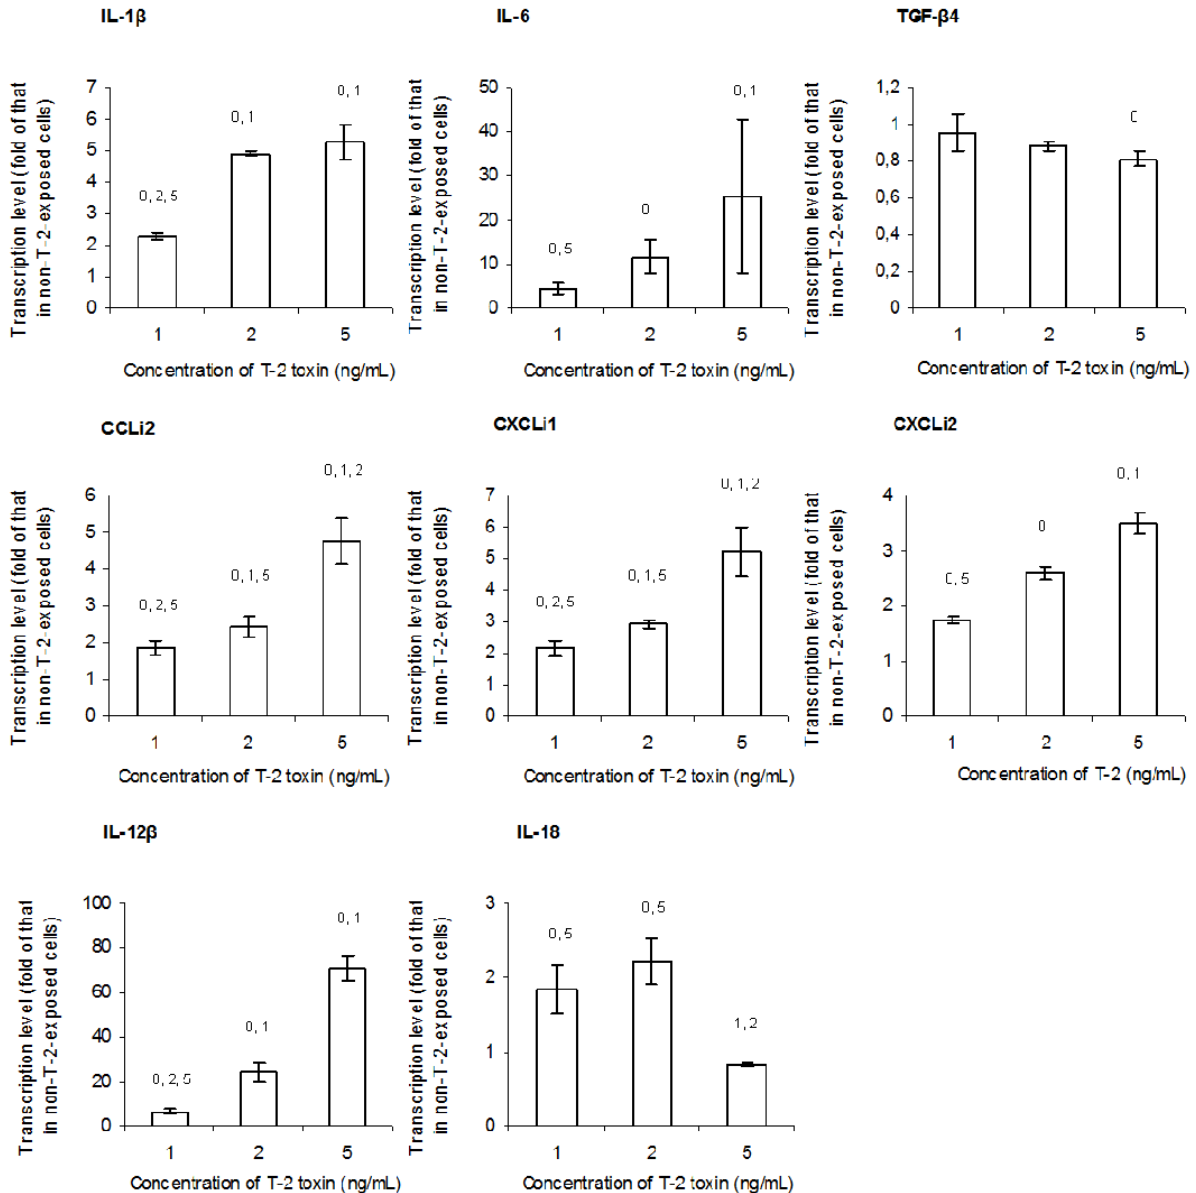 IL-1β
Transcription level (fold of that
in non-T-2-exposed cells)
7
6
5
4
3
2
1
0
0, 2, 5
0, 1
0, 1
1 2 5
Concentration of T-2 toxin (ng/mL)
IL-6
Transcription level (fold of that
in non-T-2-exposed cells)
50
40
30
20
10
0
0, 5
0
0, 1
1 2 5
Concentration of T-2 toxin (ng/mL)
TGF-β4
Transcription level (fold of that
in non-T-2-exposed cells)
1,2
1
0,8
0,6
0,4
0,2
0
0
1 2 5
Concentration of T-2 toxin (ng/mL)
CCLi2
Transcription level (fold of that
in non-T-2-exposed cells)
6
5
4
3
2
1
0
0, 2, 5
0, 1, 5
0, 1, 2
1 2 5
Concentration of T-2 toxin (ng/mL)
CXCLi1
Transcription level (fold of that
in non-T-2-exposed cells)
7
6
5
4
3
2
1
0
0, 2, 5
0, 1, 5
0, 1, 2
1 2 5
Concentration of T-2 toxin (ng/mL)
CXCLi2
Transcription level (fold of that
in non-T-2-exposed cells)
4
3
2
1
0
0, 5
0
0, 1
1 2 5
Concentration of T-2 (ng/mL)
IL-12β
Transcription level (fold of that
in non-T-2-exposed cells)
100
80
60
40
20
0
0, 2, 5
0, 1
0, 1
1 2 5
Concentration of T-2 toxin (ng/mL)
IL-18
Transcription level (fold of that
in non-T-2-exposed cells)
3
2
1
0
0, 5
0, 5
1, 2
1 2 5
Concentration of T-2 toxin (ng/mL)